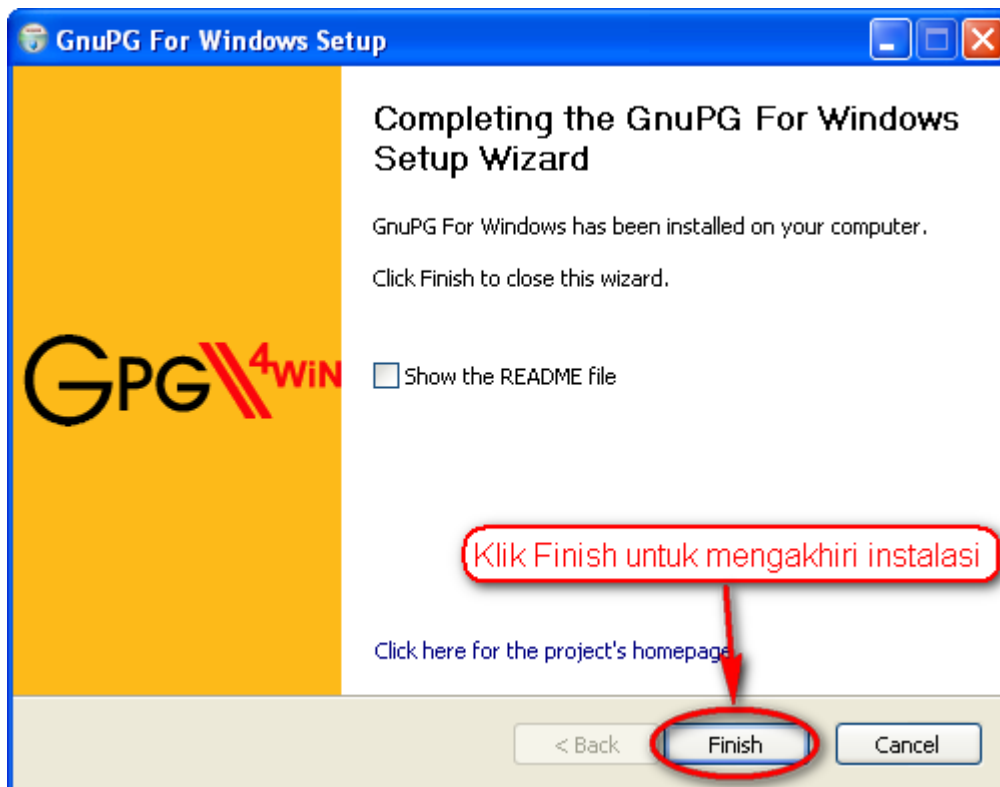 GnuPG For Windows Setup
Completing the GnuPG For Windows
Setup Wizard
GnuPG For Windows has been installed on your computer.
Click Finish to close this wizard.
GPG4WiN
Show the README file
Klik Finish untuk mengakhiri instalasi
Click here for the project's homepage
< Back
Finish
Cancel